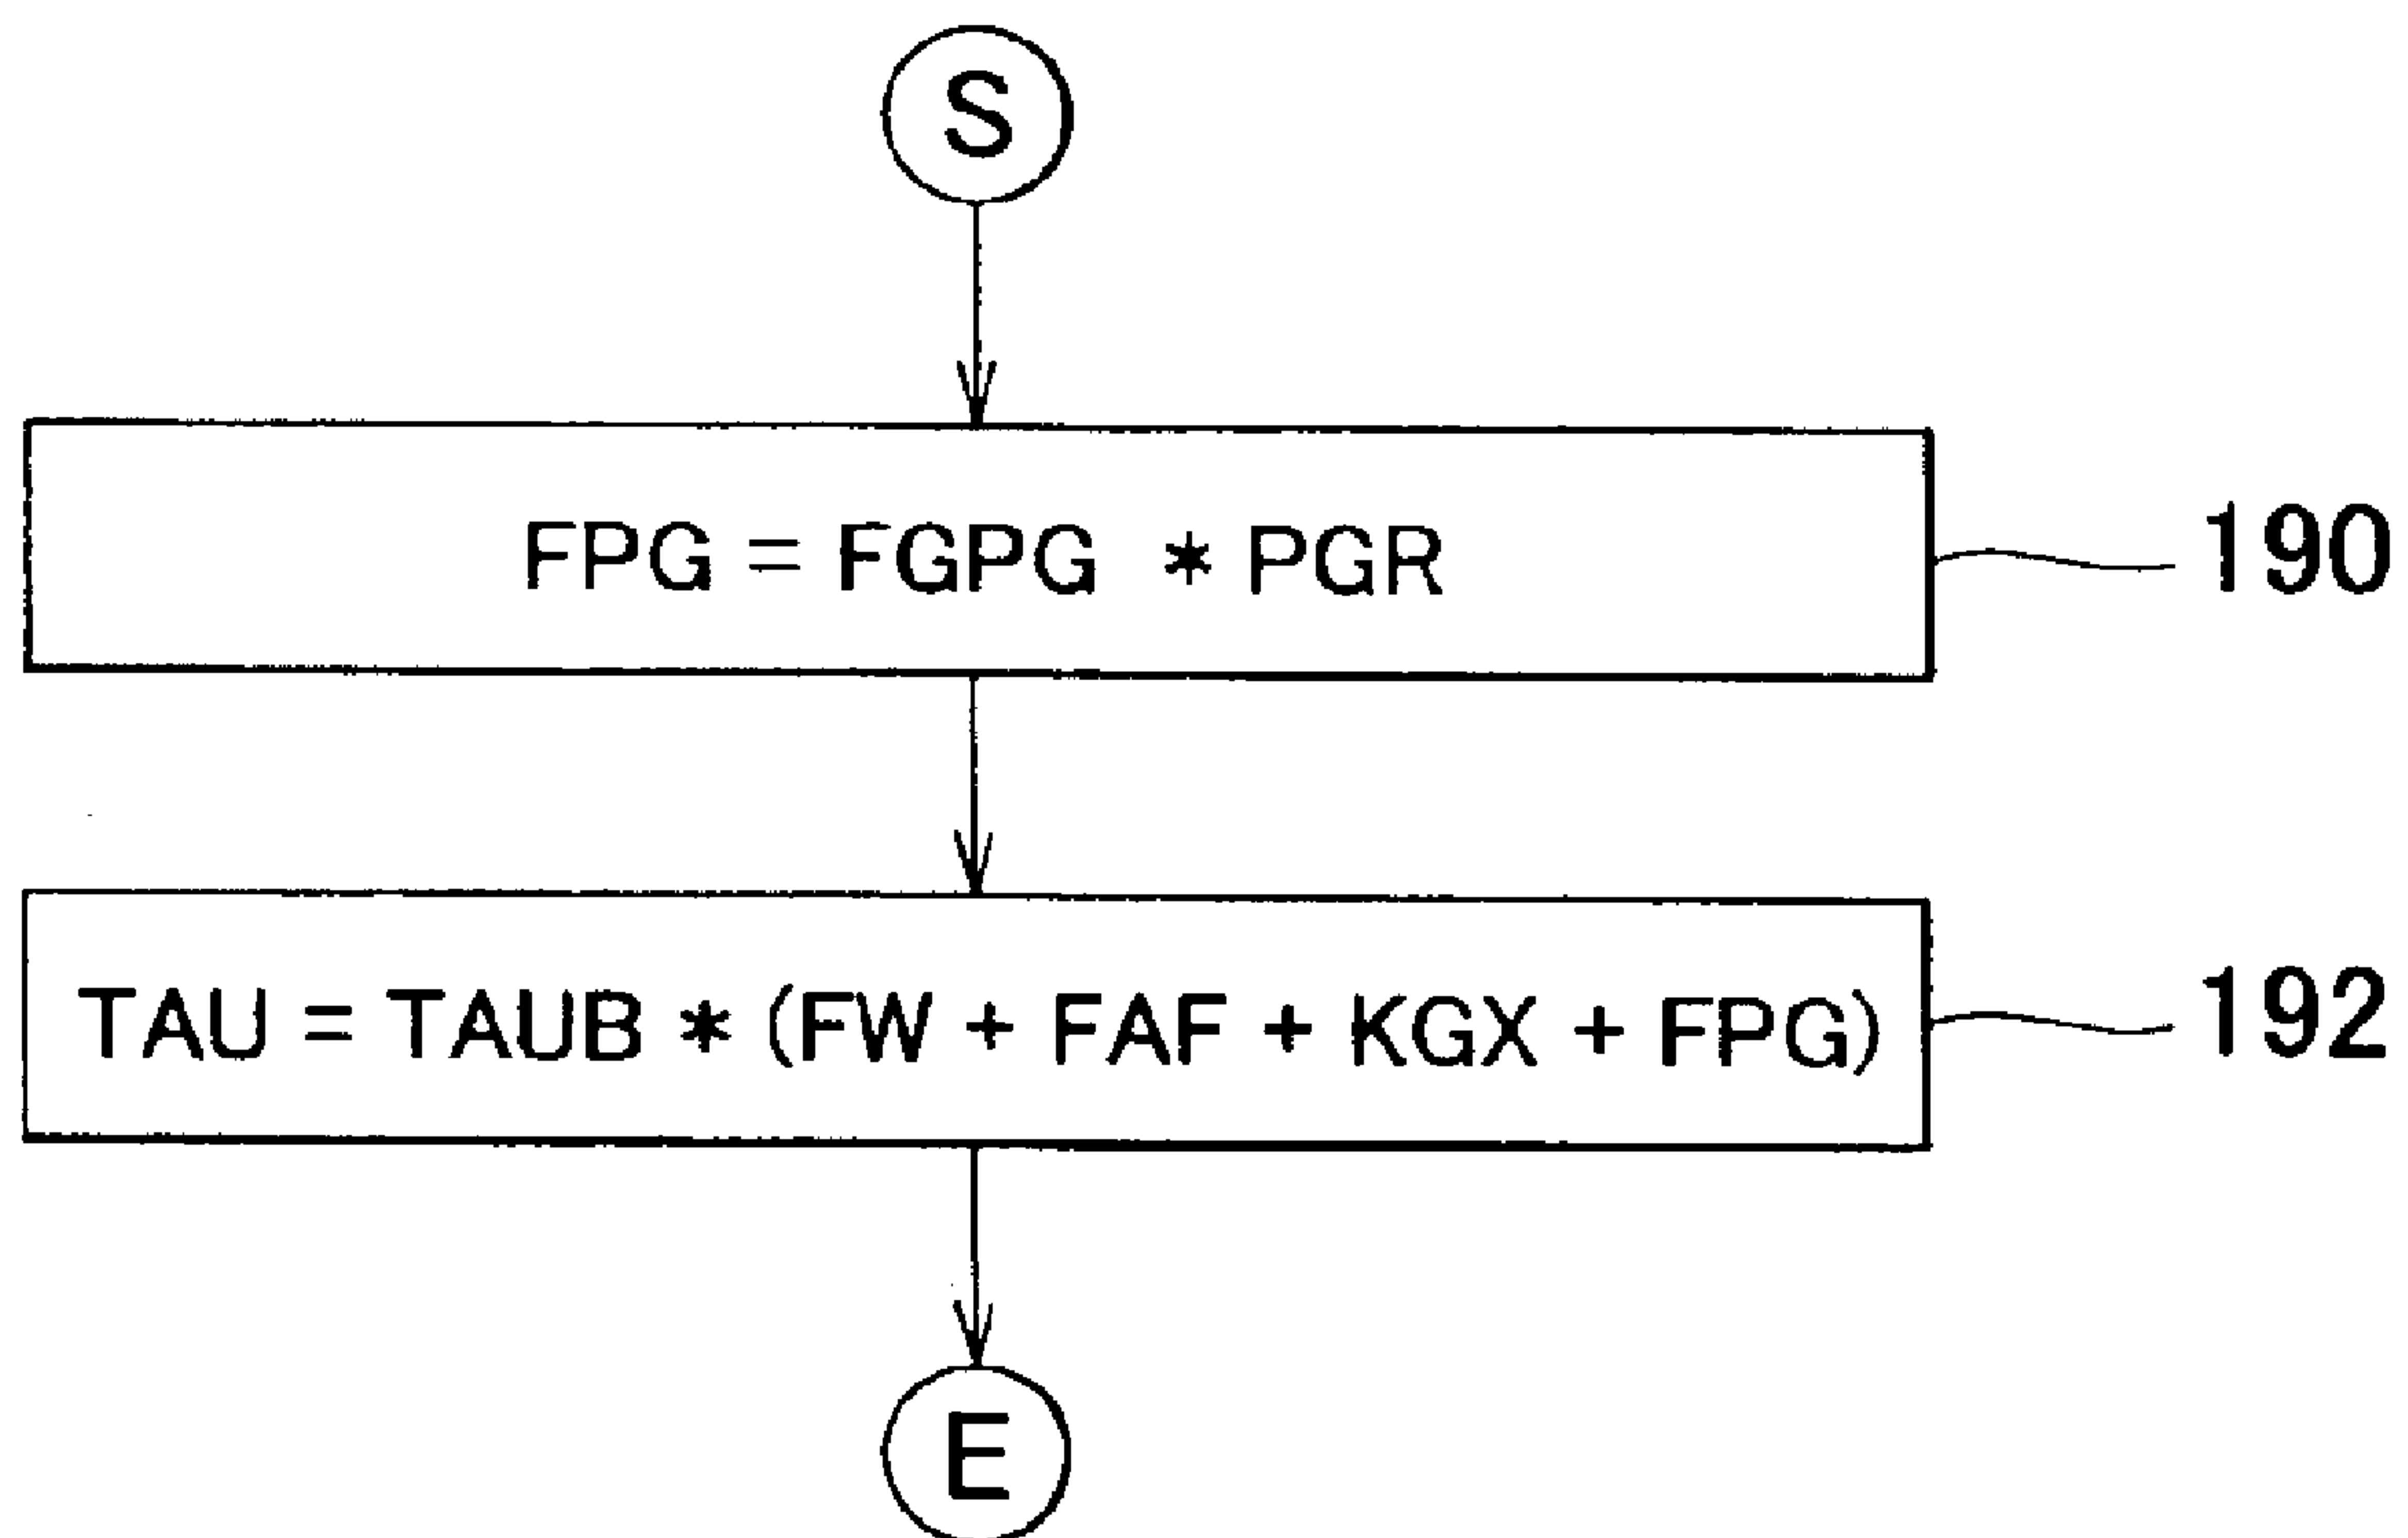 S
FPG = FGPG * PGR
190
TAU = TAUB * (FW + FAF + KGX + FPG)
192
E